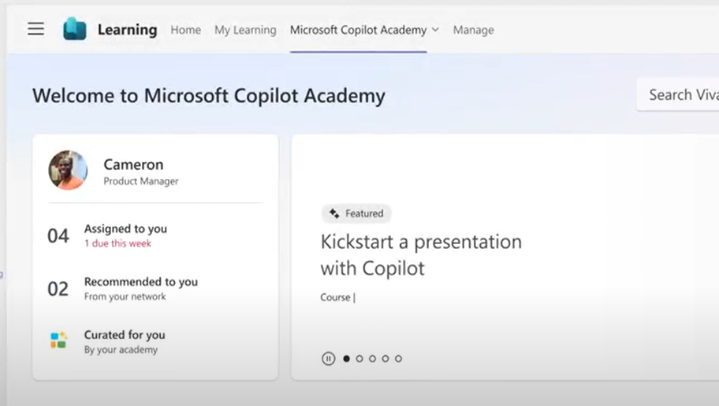 Learning Home My Learning Microsoft Copilot Academy Manage
Welcome to Microsoft Copilot Academy
Search
Cameron
Product Manager
04 Assigned to you
1 due this week
02 Recommended to you
From your network
Curated for you
By your academy
Featured
Kickstart a presentation
with Copilot
Course |